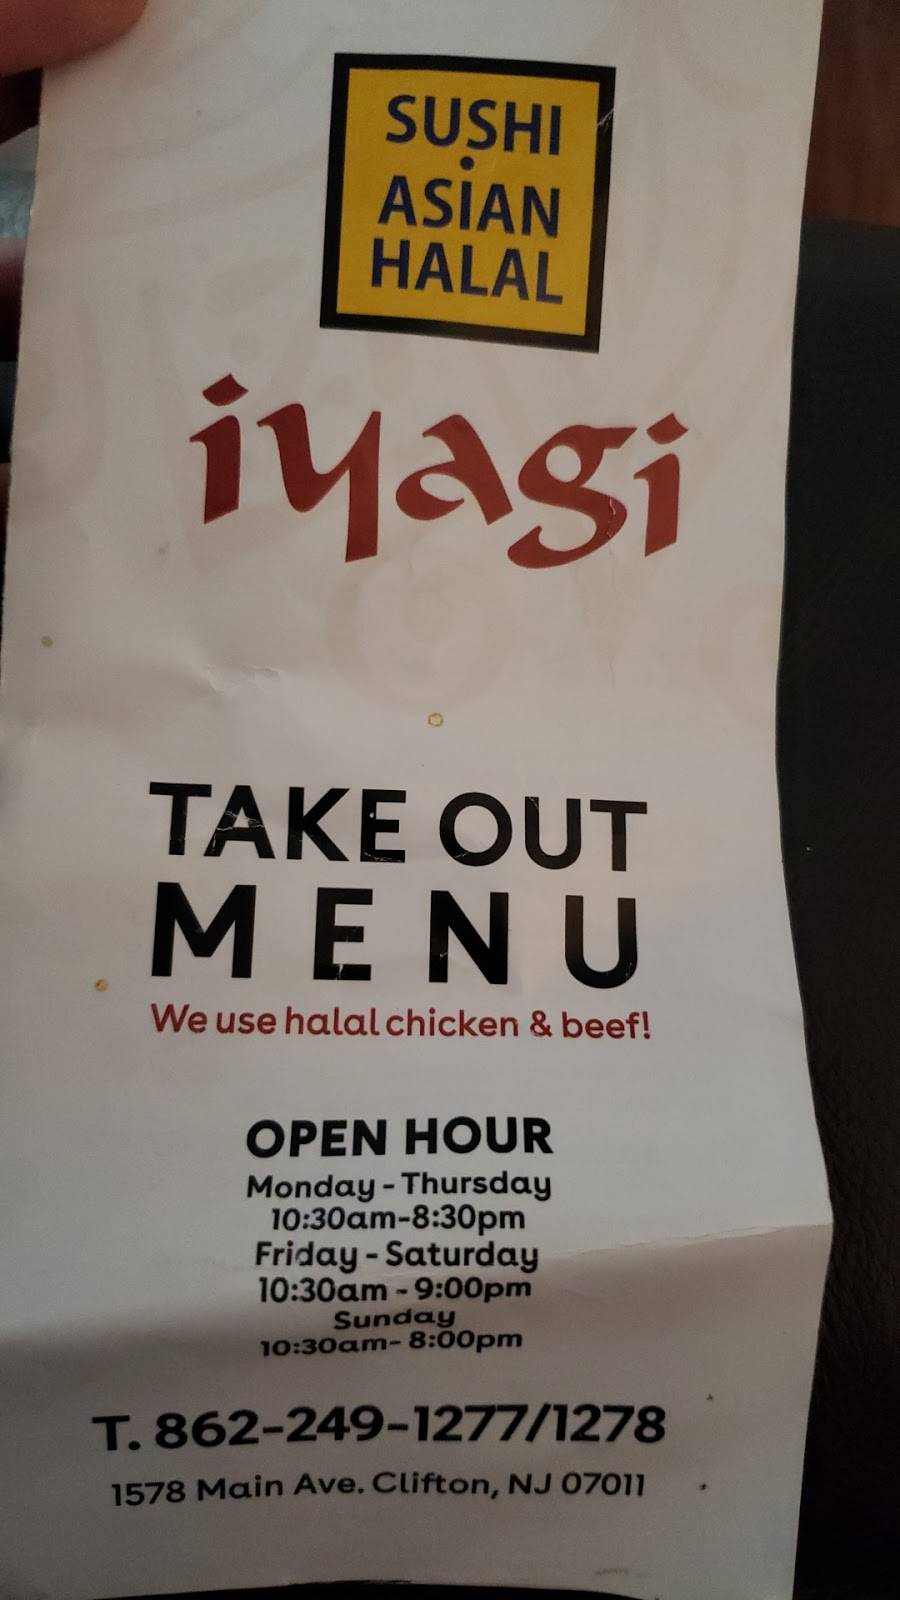 SUSHI
ASIAN
HALAL
iyagi
TAKE OUT
MENU
We use halal chicken & beef!
OPEN HOUR
Monday - Thursday
10:30am-8:30pm
Friday - Saturday
10:30am - 9:00pm
Sunday
10:30am- 8:00pm
T. 862-249-1277/1278
1578 Main Ave. Clifton, NJ 07011